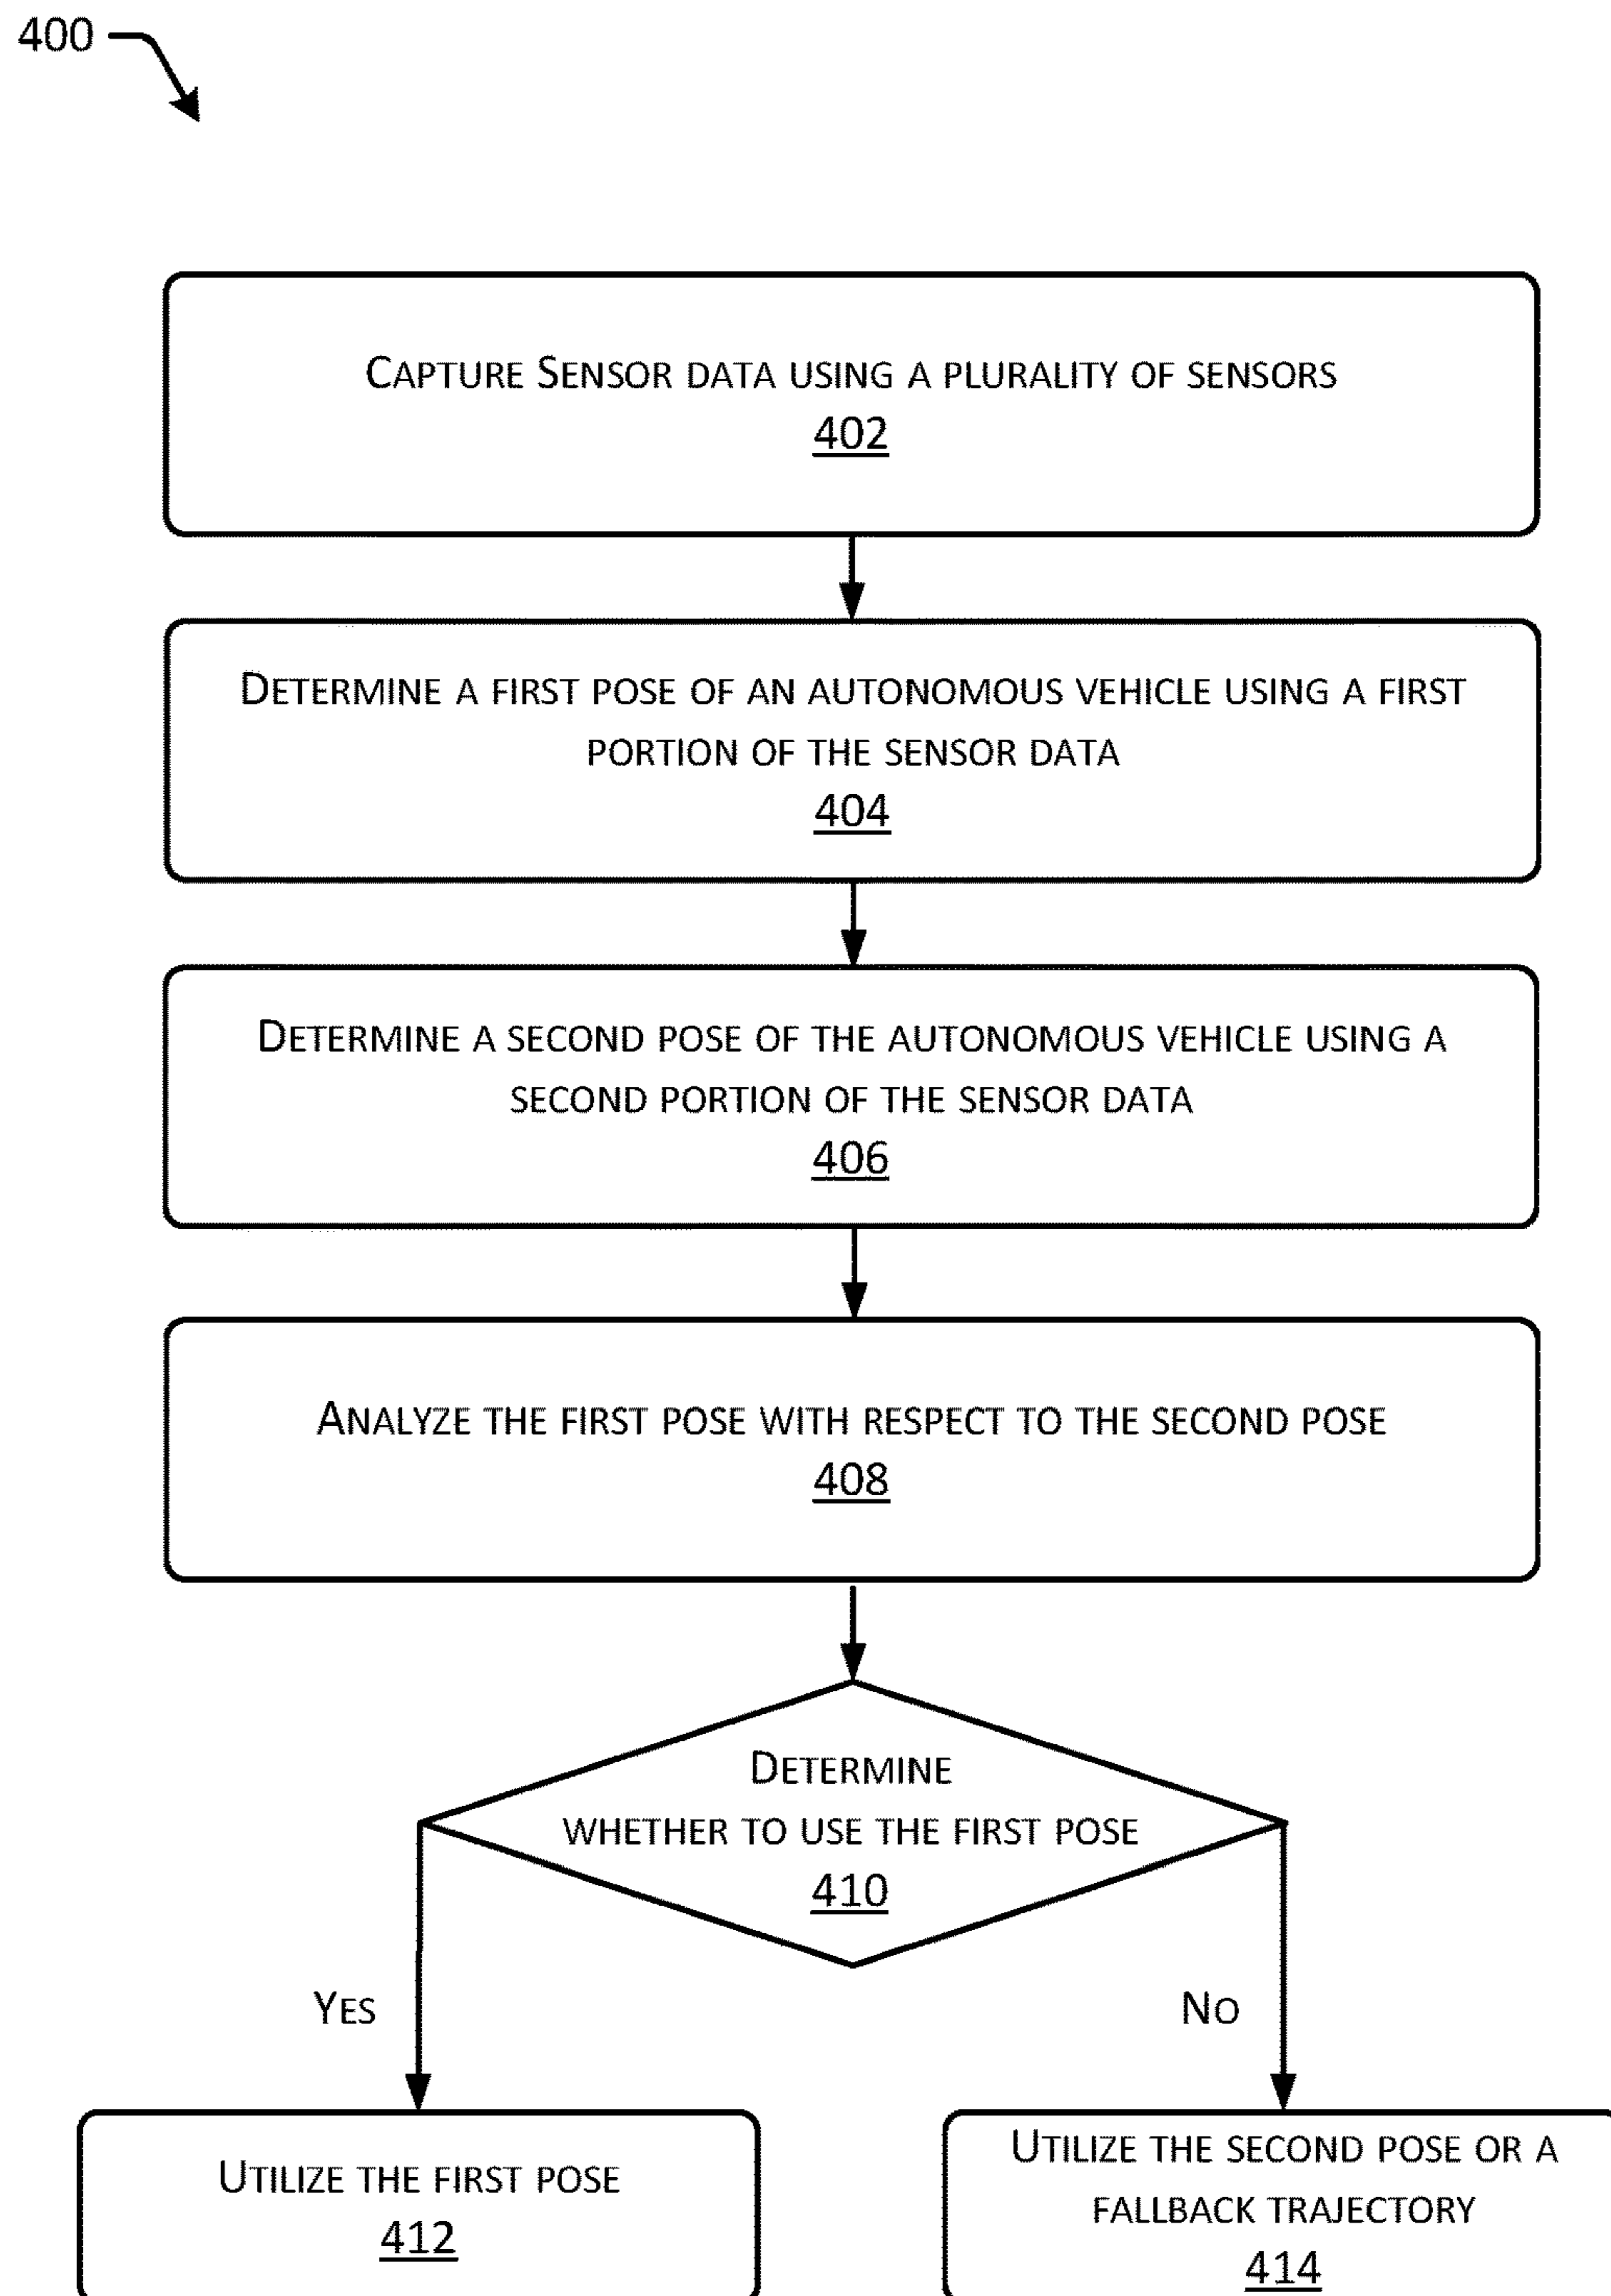 400
Capture Sensor data using a plurality of sensors
402
Determine a first pose of an autonomous vehicle using a first
portion of the sensor data
404
Determine a second pose of the autonomous vehicle using a
second portion of the sensor data
406
Analyze the first pose with respect to the second pose
408
Determine
whether to use the first pose
410
Yes
No
Utilize the first pose
412
Utilize the second pose or a
fallback trajectory
414